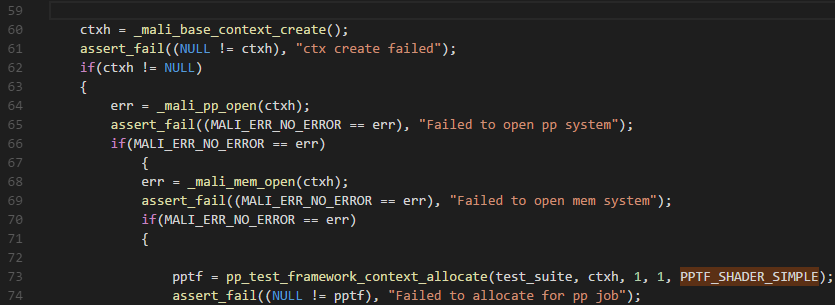 59
60 ctxh = _mali_base_context_create();
61 assert_fail((NULL != ctxh), "ctx create failed");
62 if(ctxh != NULL)
63 {
64 err = _mali_pp_open(ctxh);
65 assert_fail((MALI_ERR_NO_ERROR == err), "Failed to open pp system");
66 if(MALI_ERR_NO_ERROR == err)
67 {
68 err = _mali_mem_open(ctxh);
69 assert_fail((MALI_ERR_NO_ERROR == err), "Failed to open mem system");
70 if(MALI_ERR_NO_ERROR == err)
71 {
72
73 pptf = pp_test_framework_context_allocate(test_suite, ctxh, 1, 1, PPTF_SHADER_SIMPLE);
74 assert_fail((NULL != pptf), "Failed to allocate for pp job");